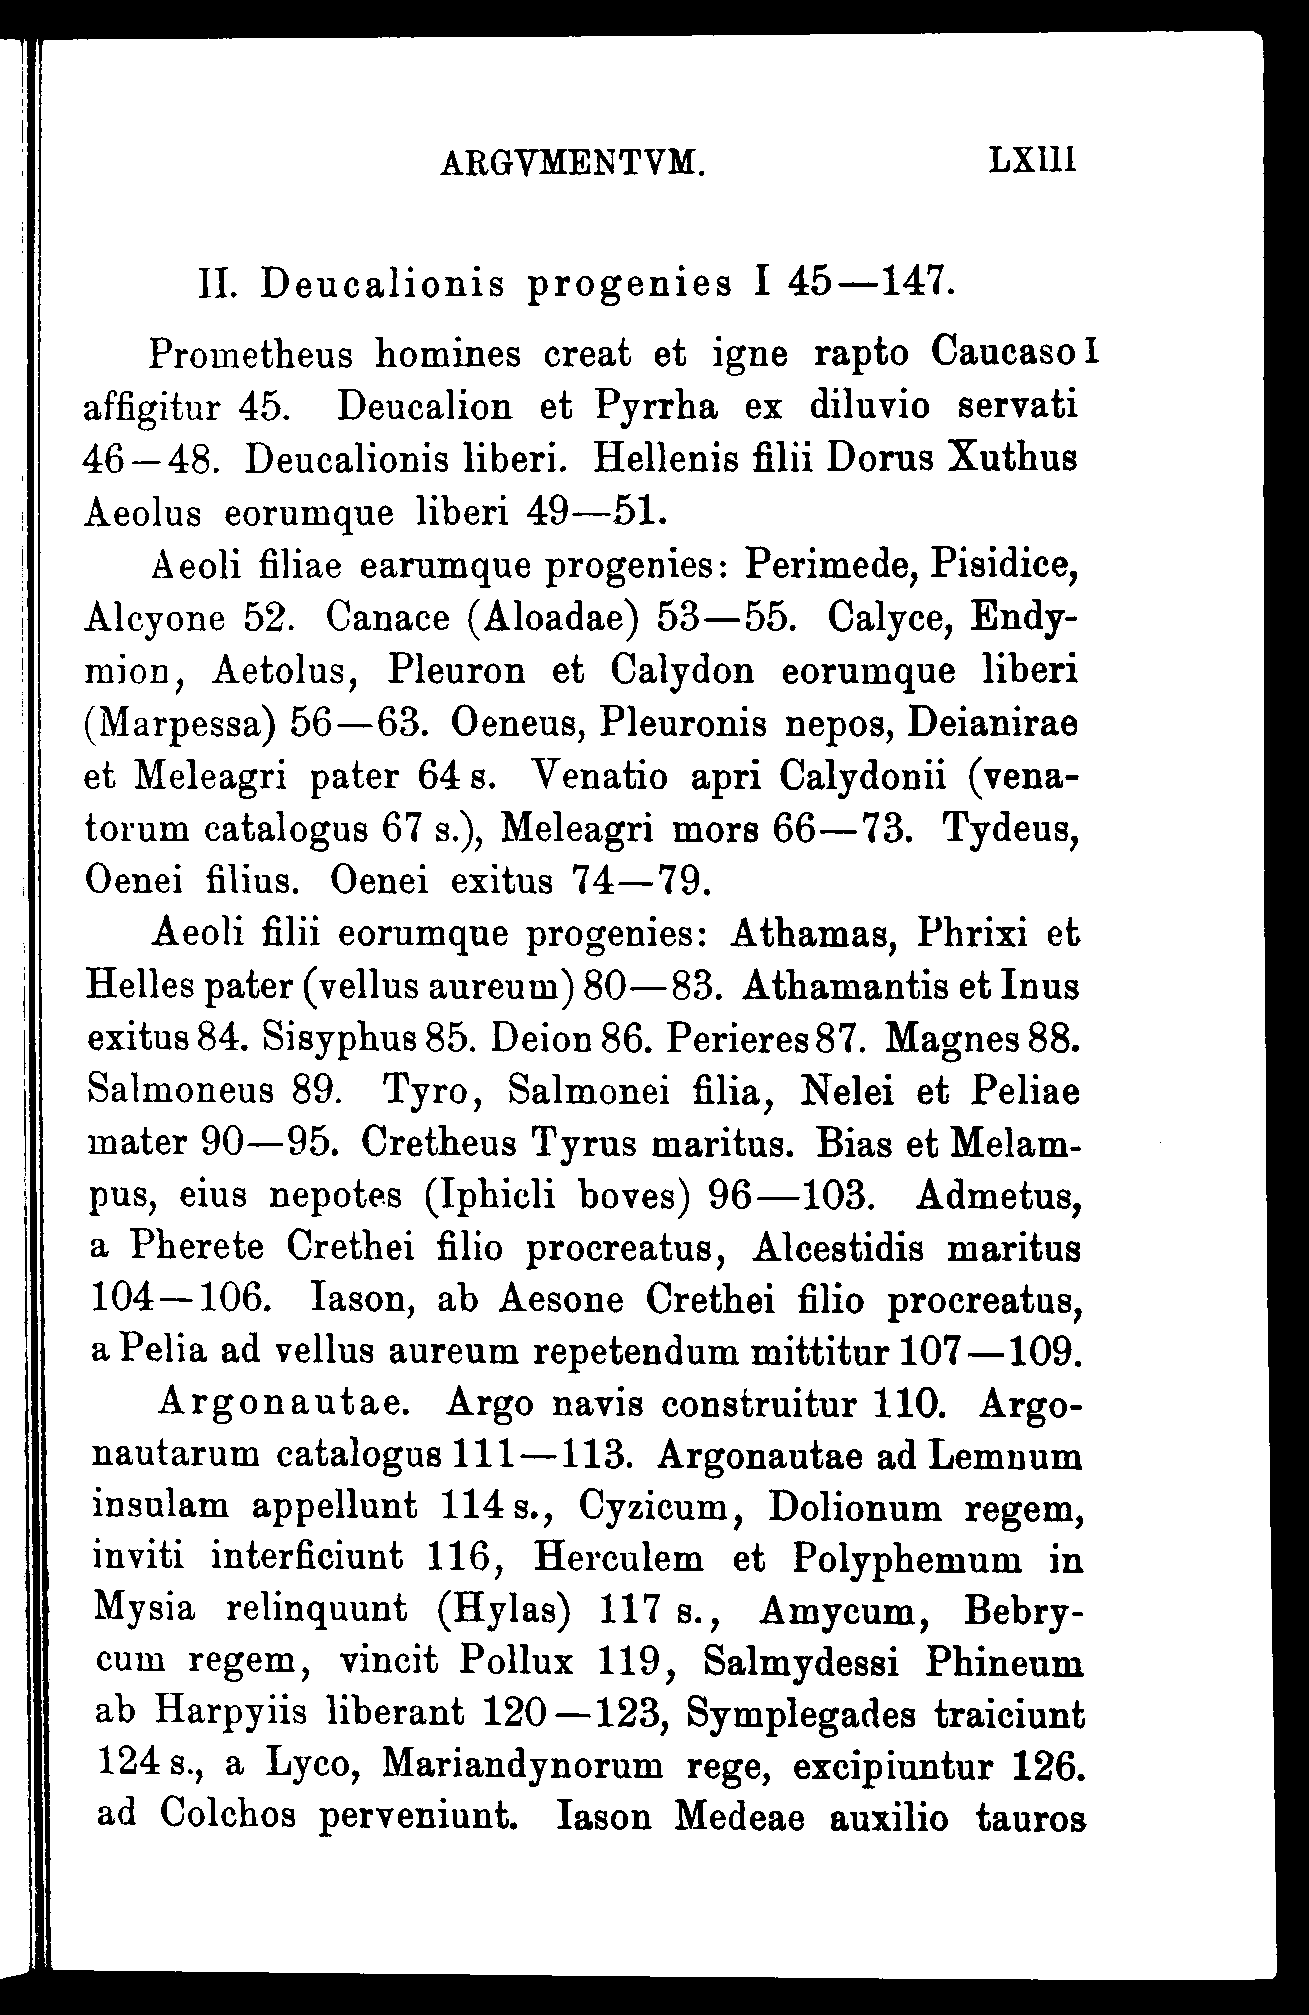 ARGVMENTVM. LXIII
II. Deucalionis progenies I 45—147.
Prometheus homines creat et igne rapto Caucaso I
affigitur 45. Deucalion et Pyrrha ex diluvio servati
46—48. Deucalionis liberi. Hellenis filii Dorus Xuthus
Aeolus eorumque liberi 49—51.
Aeoli filiae earumque progenies: Perimede, Pisidice,
Alcyone 52. Canace (Aloadae) 53—55. Calyce, Endy-
mion, Aetolus, Pleuron et Calydon eorumque liberi
(Marpessa) 56—63. Oeneus, Pleuronis nepos, Deianirae
et Meleagri pater 64 s. Venatio apri Calydonii (vena-
torum catalogus 67 s.), Meleagri mors 66—73. Tydeus,
Oenei filius. Oenei exitus 74—79.
Aeoli filii eorumque progenies: Athamas, Phrixi et
Helles pater (vellus aureum) 80—83. Athamantis et Inus
exitus 84. Sisyphus 85. Deion 86. Perieres 87. Magnes 88.
Salmoneus 89. Tyro, Salmonei filia, Nelei et Peliae
mater 90—95. Cretheus Tyrus maritus. Bias et Melam-
pus, eius nepotes (Iphicli boves) 96—103. Admetus,
a Pherete Crethei filio procreatus, Alcestidis maritus
104—106. Iason, ab Aesone Crethei filio procreatus,
a Pelia ad vellus aureum repetendum mittitur 107—109.
Argonautae. Argo navis construitur 110. Argo-
nautarum catalogus 111—113. Argonautae ad Lemnum
insulam appellunt 114 s., Cyzicum, Dolionum regem,
inviti interficiunt 116, Herculem et Polyphemum in
Mysia relinquunt (Hylas) 117 s., Amycum, Bebry-
cum regem, vincit Pollux 119, Salmydessi Phineum
ab Harpyiis liberant 120—123, Symplegades traiciunt
124 s., a Lyco, Mariandynorum rege, excipiuntur 126.
ad Colchos perveniunt. Iason Medeae auxilio tauros